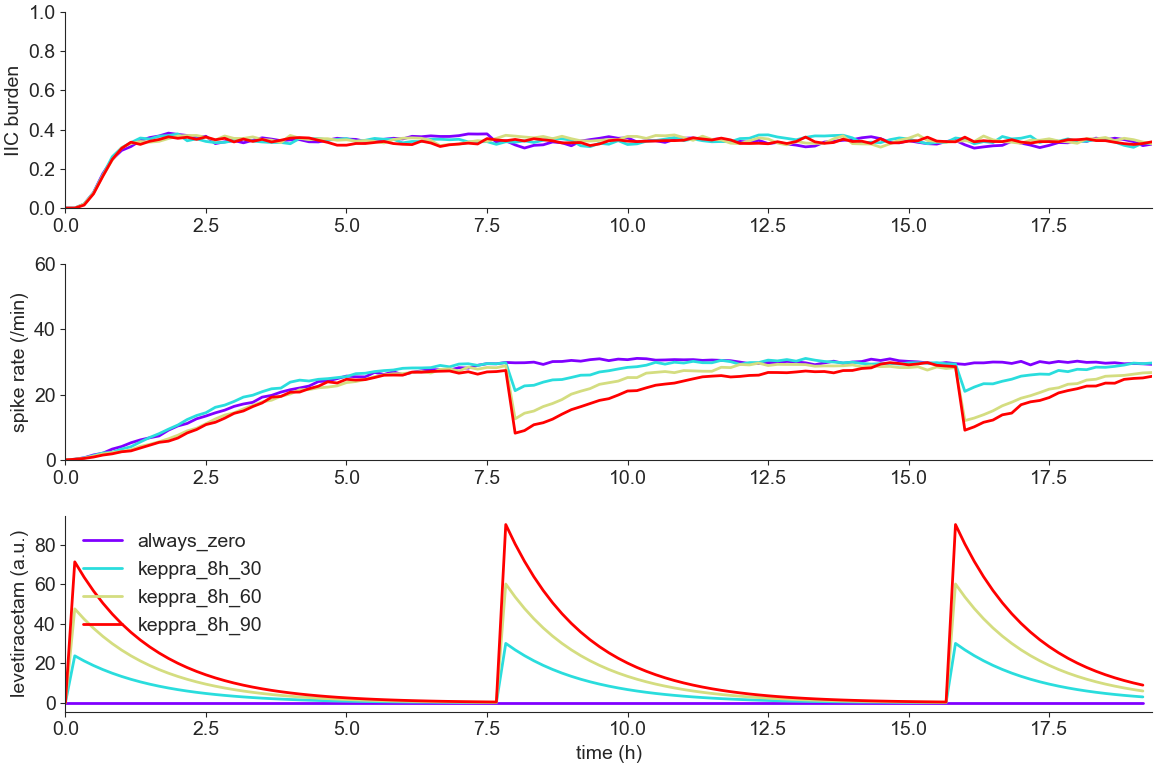 IIC burden
1.0
0.8
0.6
0.4
0.2
0.0
0.0 2.5 5.0 7.5 10.0 12.5 15.0 17.5
spike rate (/min)
60
40
20
0
0.0 2.5 5.0 7.5 10.0 12.5 15.0 17.5
levetiracetam (a.u.)
80
60
40
20
0
always_zero
keppra_8h_30
keppra_8h_60
keppra_8h_90
0.0 2.5 5.0 7.5 10.0 12.5 15.0 17.5
time (h)